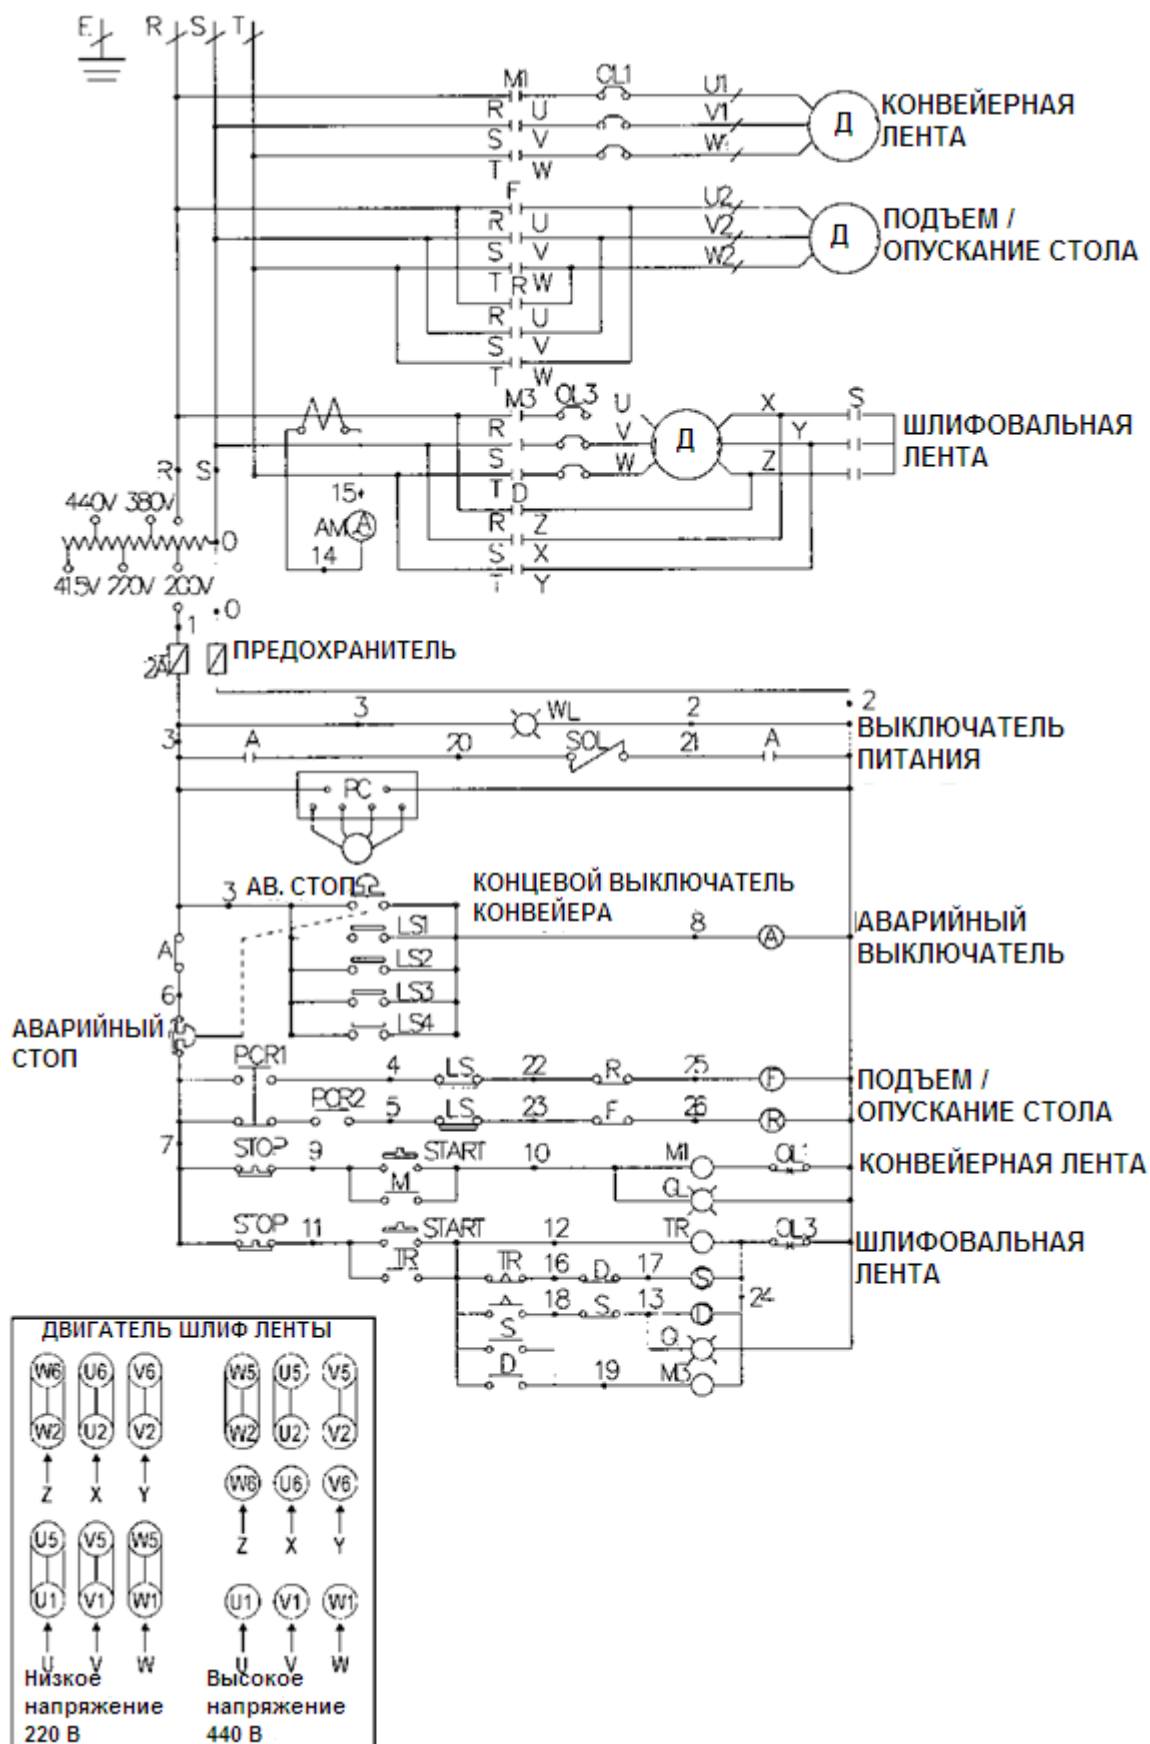 E R S T
M1 OL1 U1
R U V1
S V W1
T W
Д
КОНВЕЙЕРНАЯ
ЛЕНТА
F U2
R U V2
S V W2
T R W
Д
ПОДЪЕМ /
ОПУСКАНИЕ СТОЛА
R U
S V
T W
M3 OL3 U X S
R V Y
S W Z
T D
Д
ШЛИФОВАЛЬНАЯ
ЛЕНТА
R Z
S X
T Y
15
AM A
14
R S
440V 380V
0
415V 220V 200V
1 0
2A
ПРЕДОХРАНИТЕЛЬ
2
3 WL 2
ВЫКЛЮЧАТЕЛЬ
ПИТАНИЯ
3 A 20 SOL 21 A
PC
3 АВ. СТОП
КОНЦЕВОЙ ВЫКЛЮЧАТЕЛЬ
КОНВЕЙЕРА
LS1 8 A
АВАРИЙНЫЙ
ВЫКЛЮЧАТЕЛЬ
A LS2
6 LS3
LS4
АВАРИЙНЫЙ
СТОП
PCR1 4 LS 22 R 25 F
ПОДЪЕМ /
ОПУСКАНИЕ СТОЛА
PCR2 5 LS 23 F 26 R
7
STOP 9 START 10 M1 OL1
КОНВЕЙЕРНАЯ ЛЕНТА
M GL
STOP 11 START 12 TR OL3
ШЛИФОВАЛЬНАЯ
ЛЕНТА
TR TR 16 D 17 S
24
18 S 13 D
S
D 19 M3
ДВИГАТЕЛЬ ШЛИФ ЛЕНТЫ
W6 U6 V6 W5 U5 V5
W2 U2 V2 W2 U2 V2
Z X Y W6 U6 V6
Z X Y
U5 V5 W5
U1 V1 W1 U1 V1 W1
U V W U V W
Низкое
напряжение
220 В
Высокое
напряжение
440 В